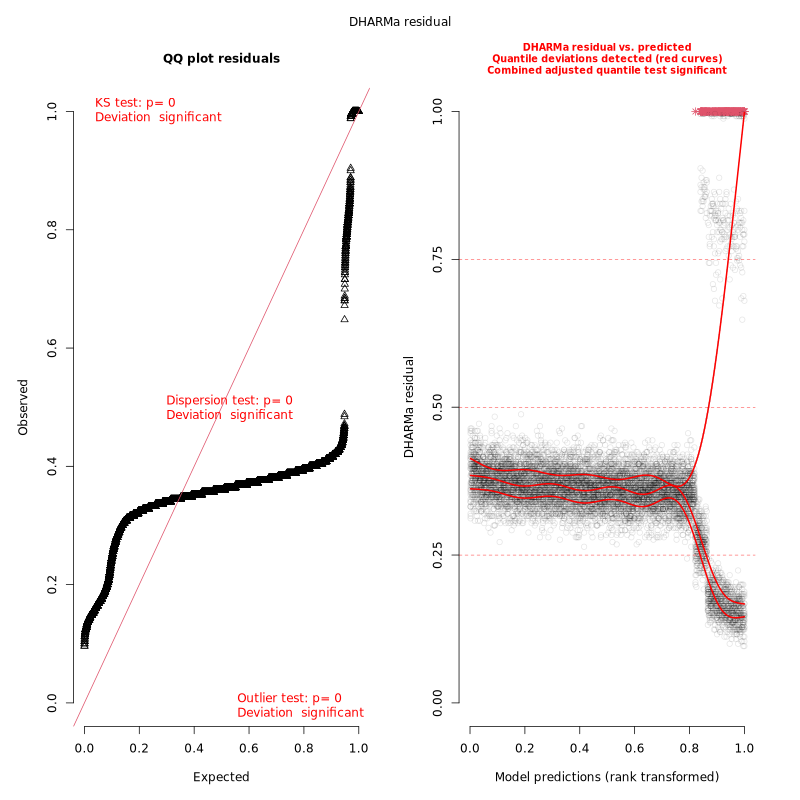 DHARMa residual
QQ plot residuals
KS test: p= 0
Deviation significant
Dispersion test: p= 0
Deviation significant
Outlier test: p= 0
Deviation significant
Observed
0.0
0.2
0.4
0.6
0.8
1.0
0.0
0.2
0.4
0.6
0.8
1.0
Expected
DHARMa residual vs. predicted
Quantile deviations detected (red curves)
Combined adjusted quantile test significant
DHARMa residual
0.00
0.25
0.50
0.75
1.00
0.0
0.2
0.4
0.6
0.8
1.0
Model predictions (rank transformed)